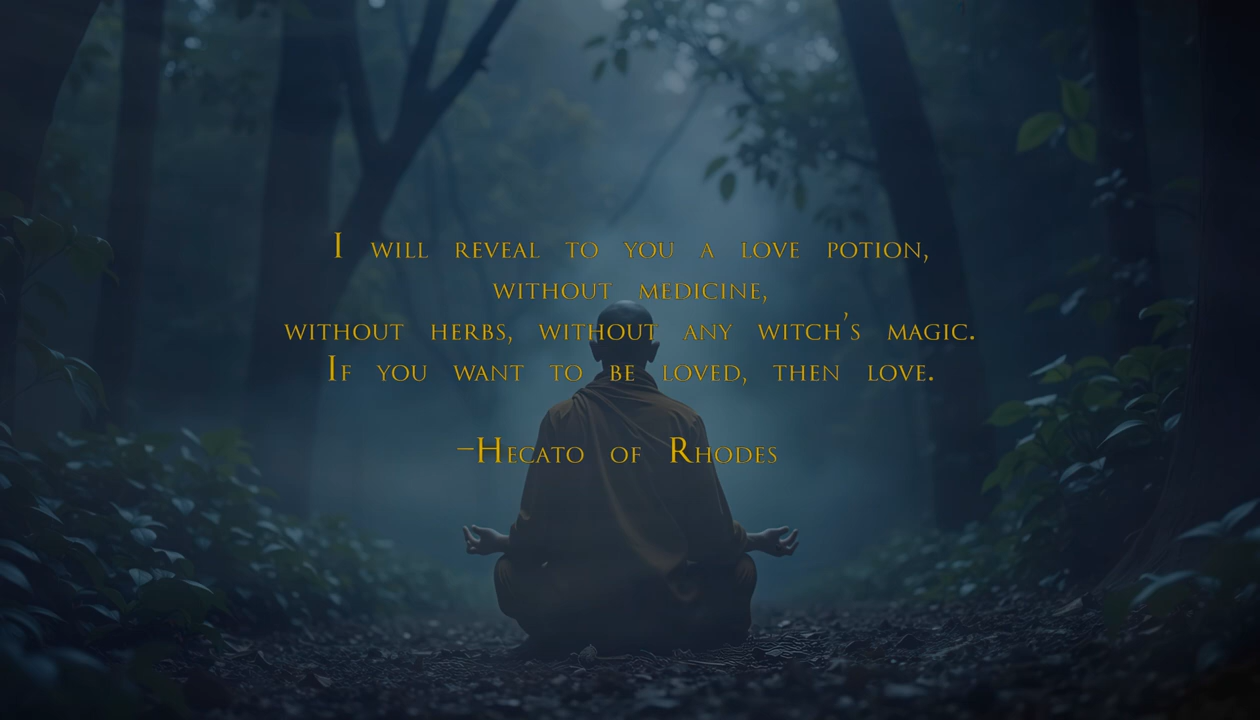 I will reveal to you a love potion,
without medicine,
without herbs, without any witch's magic.
If you want to be loved, then love.
–Hecato of Rhodes